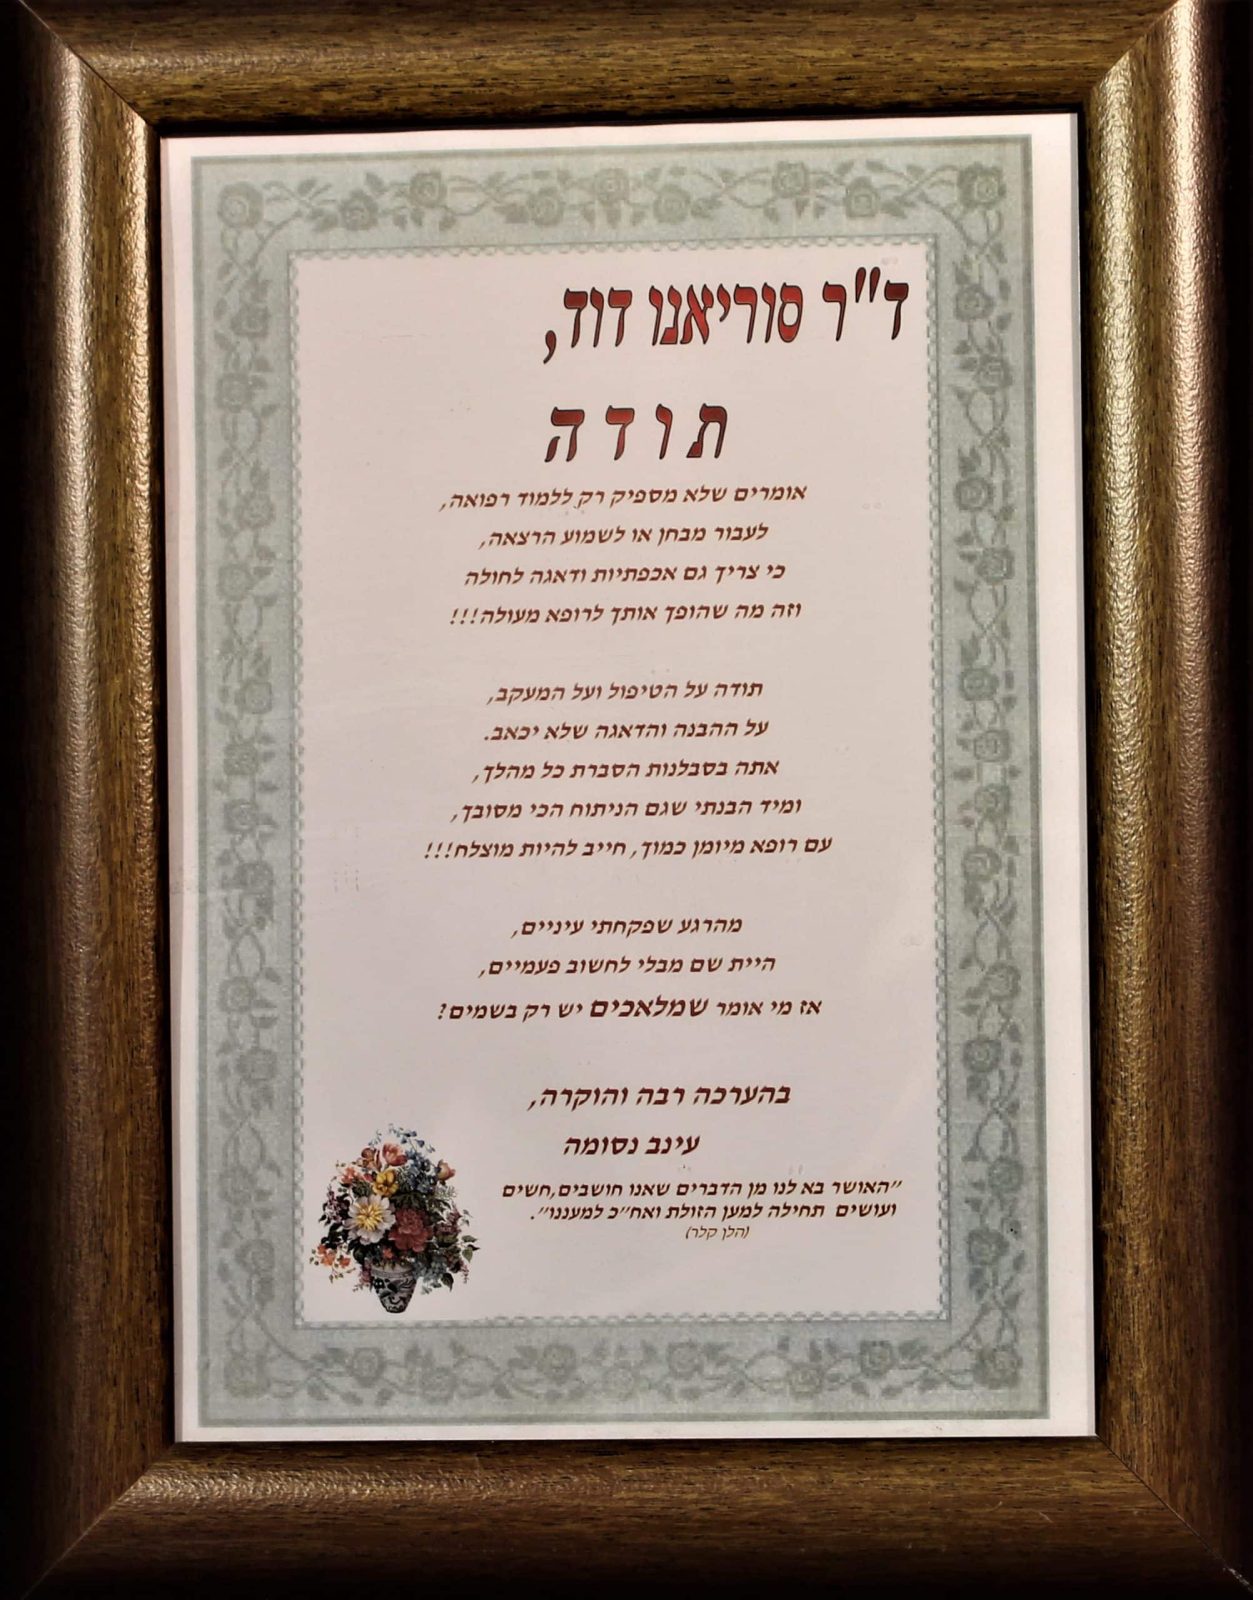 ד"ר סוריאנו דוד,
תודה
אומרים שלא מספיק רק ללמוד רפואה,
לעבור מבחן או לשמוע הרצאה,
כי צריך גם אכפתיות ודאגה לחולה
וזה מה שהופך אותך לרופא מעולה!!!
תודה על הטיפול ועל המעקב,
על ההבנה והדאגה שלא יכאב.
אתה בסבלנות הסברת כל מהלך,
ומיד הבנתי שגם הניתוח הכי מסובך,
עם רופא מיומן כמוך, חייב להיות מוצלח!!!
מהרגע שפקחתי עיניים,
היית שם מבלי לחשוב פעמיים,
אז מי אומר שמלאכים יש רק בשמים?
בהערכה רבה והוקרה,
עינב נסומה
"האושר בא לנו מן הדברים שאנו חושבים,חשים
ועושים תחילה למען הזולת ואח"כ למעננו".
(הלן קלר)